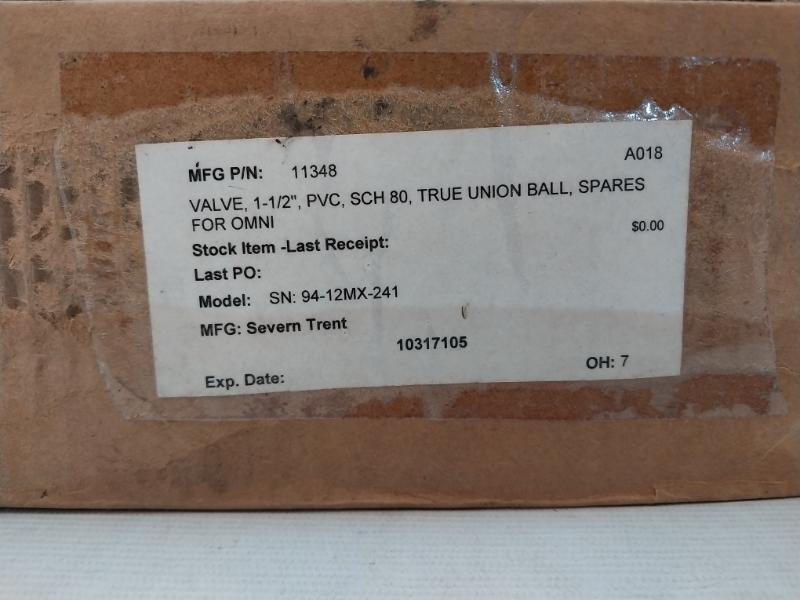 A018
MFG P/N: 11348
VALVE, 1-1/2", PVC, SCH 80, TRUE UNION BALL, SPARES
FOR OMNI
$0.00
Stock Item -Last Receipt:
Last PO:
Model: SN: 94-12MX-241
MFG: Severn Trent
10317105
OH: 7
Exp. Date: